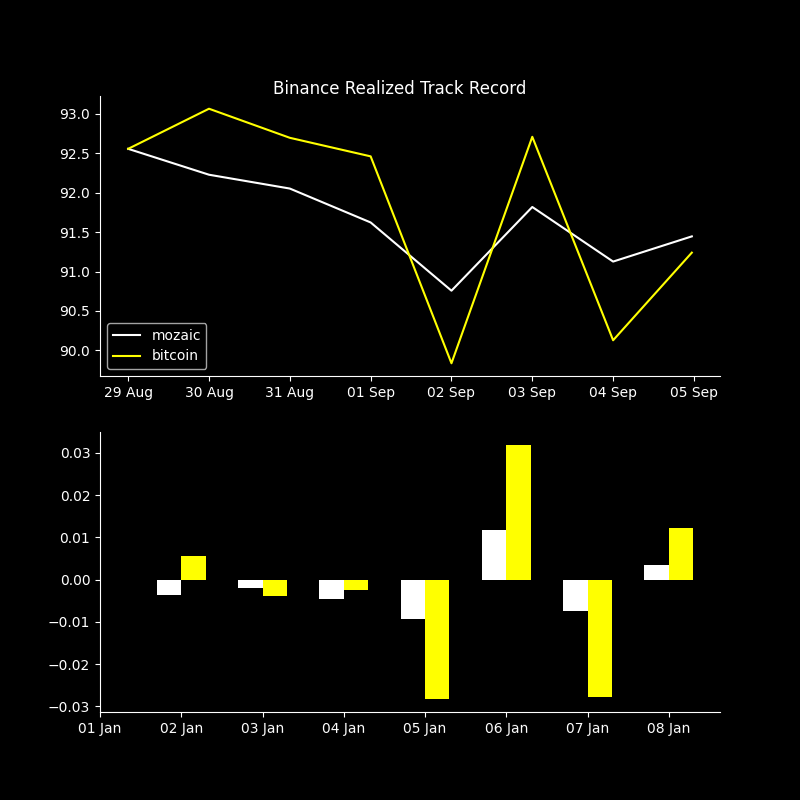 Binance Realized Track Record
93.0
92.5
92.0
91.5
91.0
90.5
90.0
mozaic
bitcoin
29 Aug 30 Aug 31 Aug 01 Sep 02 Sep 03 Sep 04 Sep 05 Sep
0.03
0.02
0.01
0.00
−0.01
−0.02
−0.03
01 Jan 02 Jan 03 Jan 04 Jan 05 Jan 06 Jan 07 Jan 08 Jan